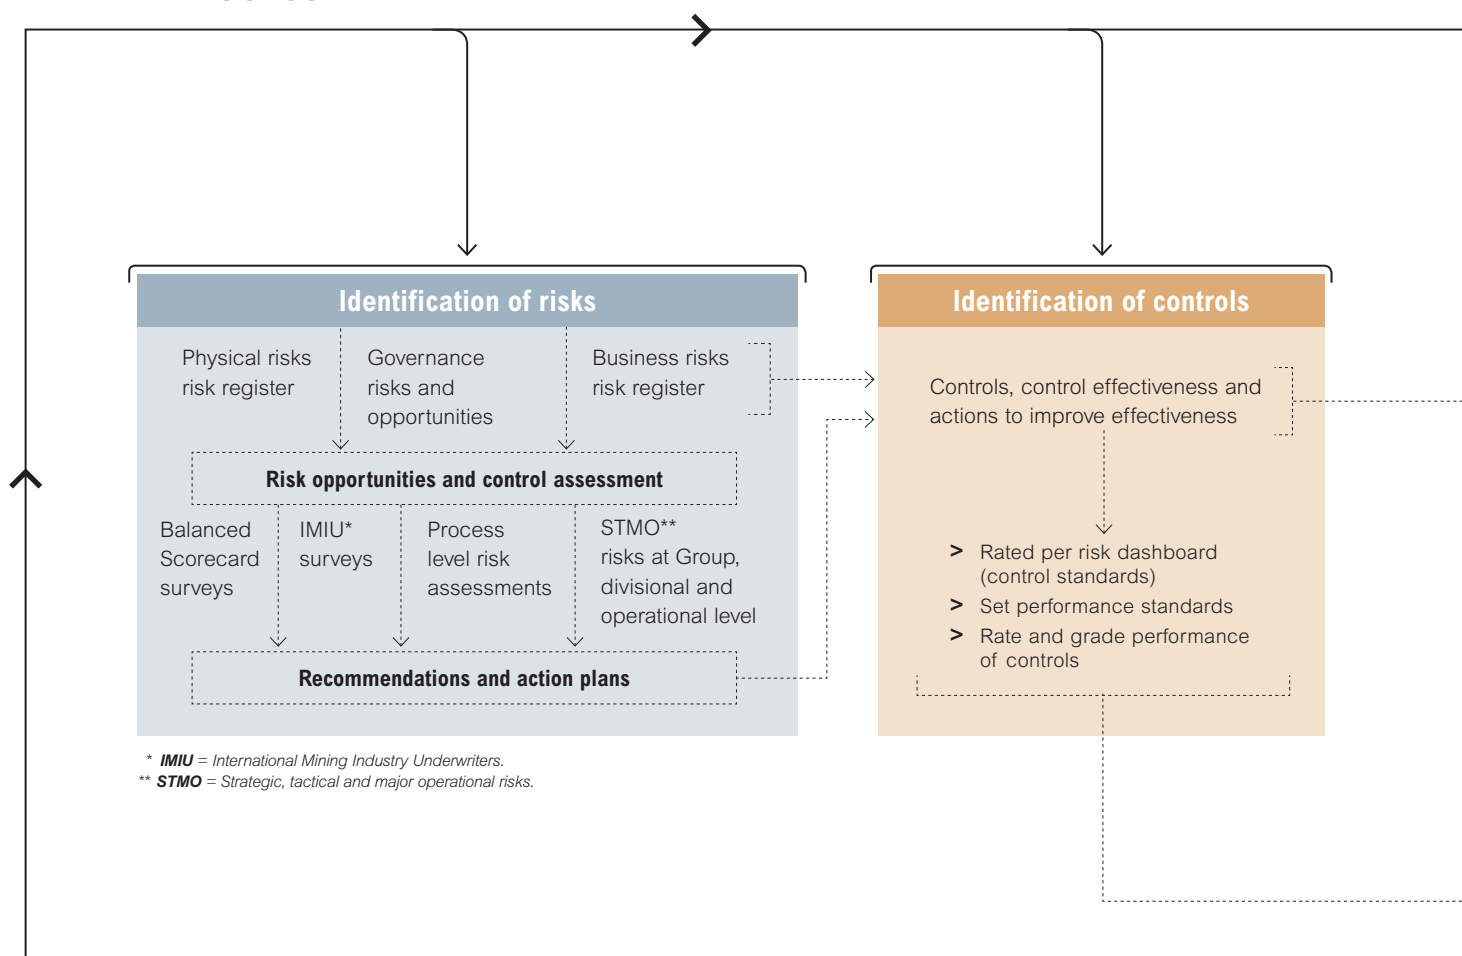 Identification of risks
Physical risks
risk register
Governance
risks and
opportunities
Business risks
risk register
Risk opportunities and control assessment
Balanced
Scorecard
surveys
IMIU*
surveys
Process
level risk
assessments
STMO**
risks at Group,
divisional and
operational level
Recommendations and action plans
* IMIU = International Mining Industry Underwriters.
** STMO = Strategic, tactical and major operational risks.
Identification of controls
Controls, control effectiveness and
actions to improve effectiveness
> Rated per risk dashboard
(control standards)
> Set performance standards
> Rate and grade performance
of controls